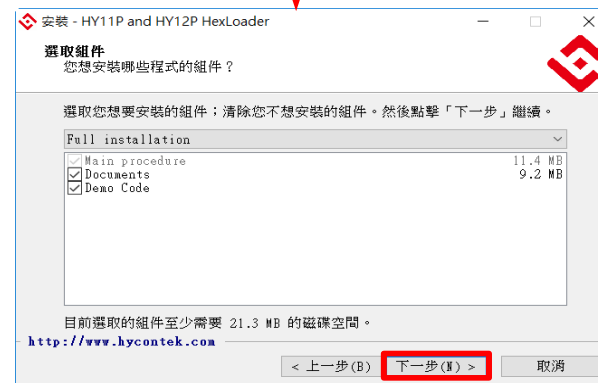 安裝 - HY11P and HY12P HexLoader
選取組件
您想安裝哪些程式的組件？
選取您想要安裝的組件；清除您不想安裝的組件。然後點擊「下一步」繼續。
Full installation
Main procedure 11.4 MB
Documents 9.2 MB
Demo Code
目前選取的組件至少需要 21.3 MB 的磁碟空間。
http://www.hycontek.com
< 上一步(B) 下一步(N) > 取消